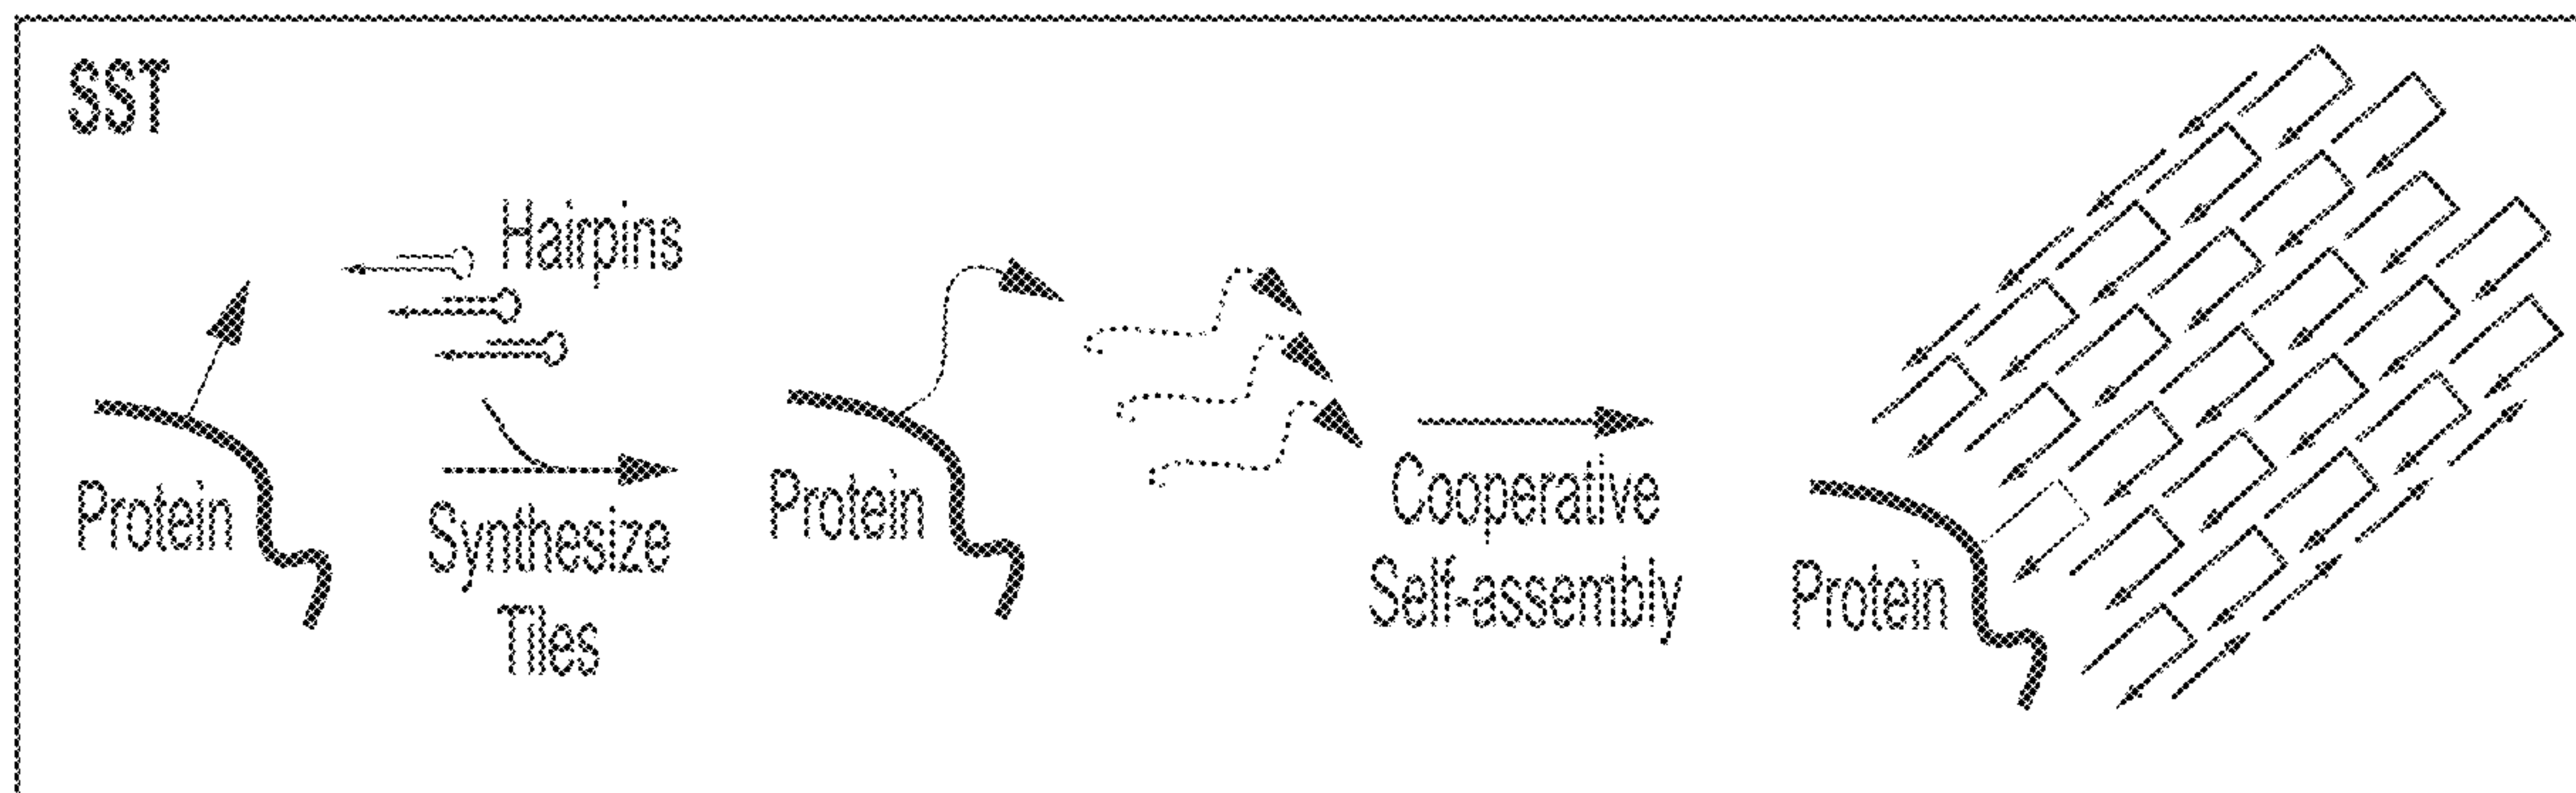 SST
Hairpins
Protein
Synthesize
Tiles
Protein
Cooperative
Self-assembly
Protein